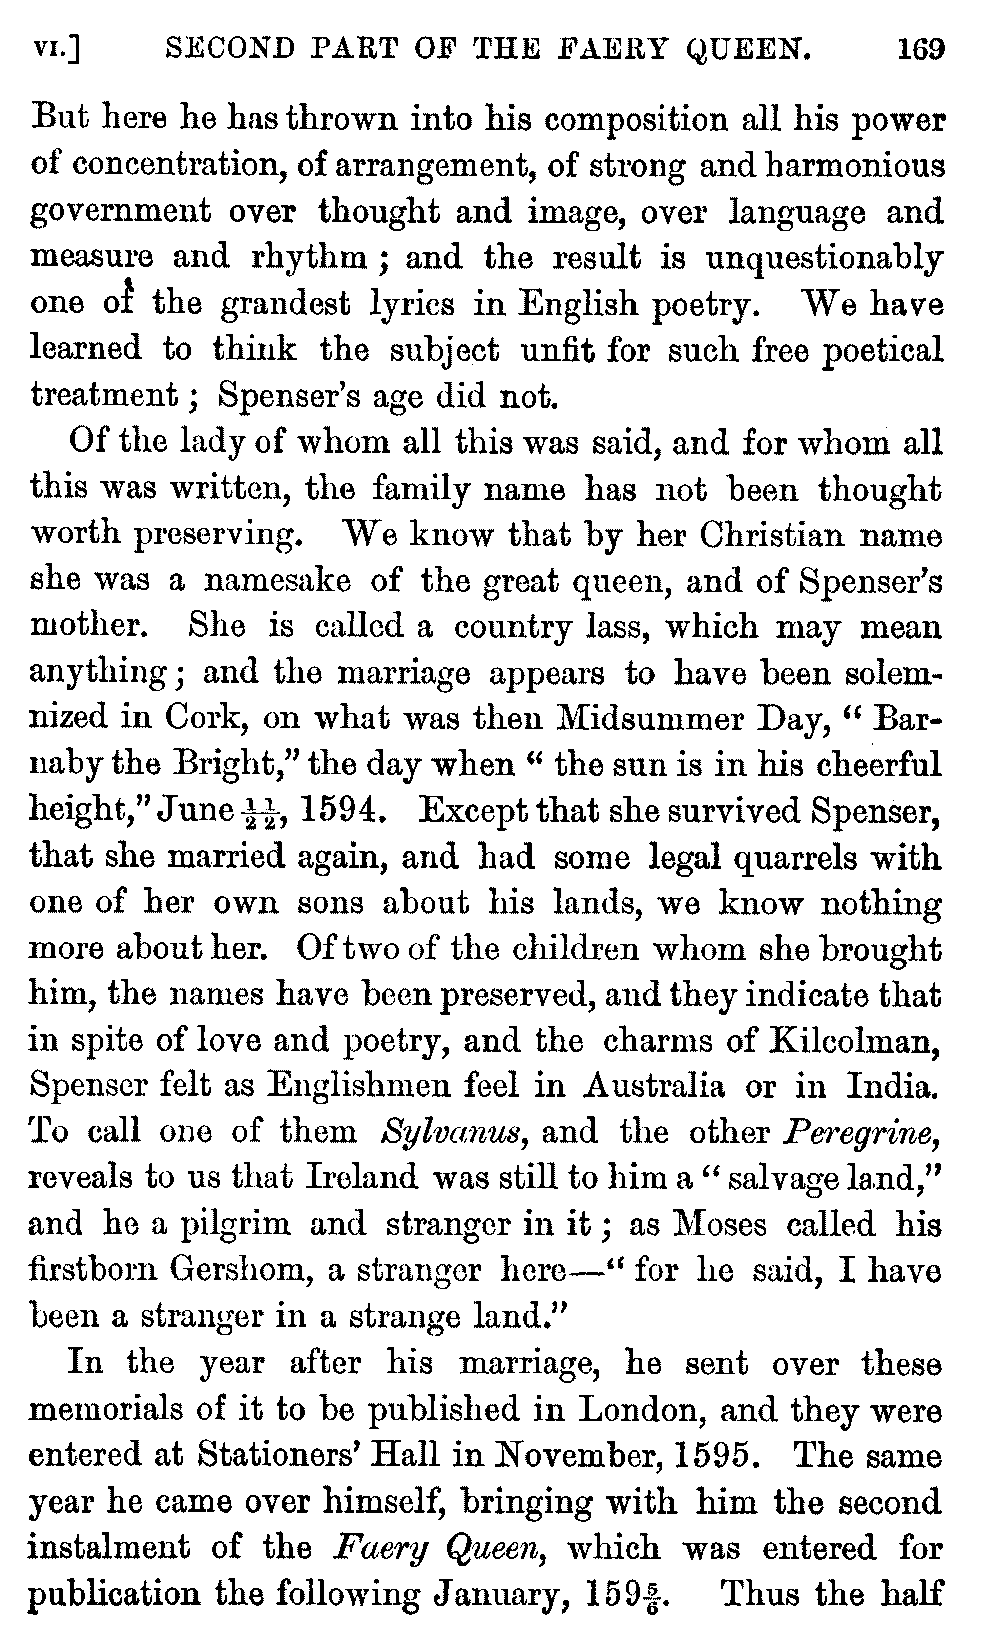 VI.] SECOND PART OF THE FAERY QUEEN. 169
But here he has thrown into his composition all his power
of concentration, of arrangement, of strong and harmonious
government over thought and image, over language and
measure and rhythm ; and the result is unquestionably
one of the grandest lyrics in English poetry. We have
learned to think the subject unfit for such free poetical
treatment ; Spenser's age did not.
Of the lady of whom all this was said, and for whom all
this was written, the family name has not been thought
worth preserving. We know that by her Christian name
she was a namesake of the great queen, and of Spenser's
mother. She is called a country lass, which may mean
anything ; and the marriage appears to have been solem-
nized in Cork, on what was then Midsummer Day, " Bar-
naby the Bright," the day when " the sun is in his cheerful
height," June 11/22, 1594. Except that she survived Spenser,
that she married again, and had some legal quarrels with
one of her own sons about his lands, we know nothing
more about her. Of two of the children whom she brought
him, the names have been preserved, and they indicate that
in spite of love and poetry, and the charms of Kilcolman,
Spenser felt as Englishmen feel in Australia or in India.
To call one of them Sylvanus, and the other Peregrine,
reveals to us that Ireland was still to him a " salvage land,"
and he a pilgrim and stranger in it ; as Moses called his
firstborn Gershom, a stranger here—" for he said, I have
been a stranger in a strange land."
In the year after his marriage, he sent over these
memorials of it to be published in London, and they were
entered at Stationers' Hall in November, 1595. The same
year he came over himself, bringing with him the second
instalment of the Faery Queen, which was entered for
publication the following January, 1595/6. Thus the half